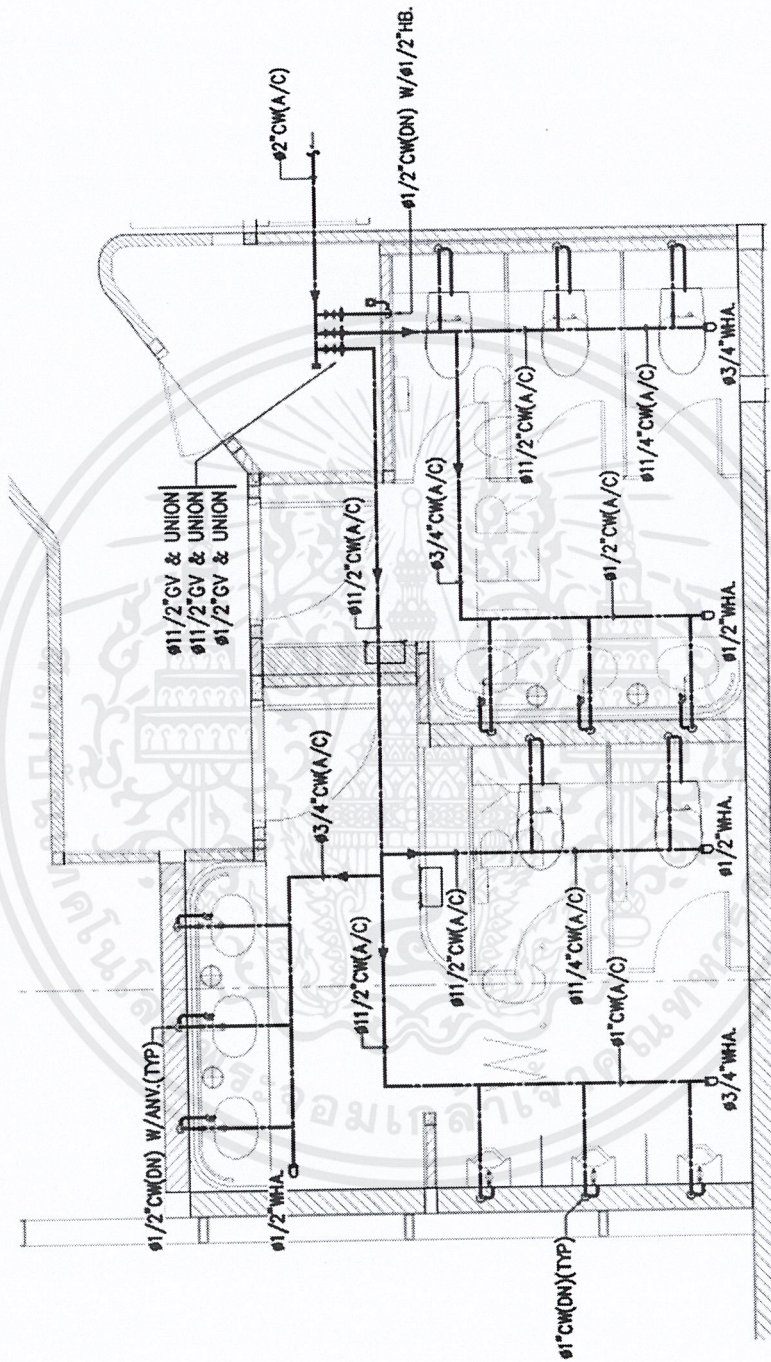 ø2"CW(A/C)
ø1/2"CW(DN) W/ø1/2"HB.
ø11/2"GV & UNION
ø11/2"GV & UNION
ø1/2"GV & UNION
ø11/2"CW(A/C)
ø3/4"CW(A/C)
ø11/2"CW(A/C)
ø11/4"CW(A/C)
ø3/4"WHA.
ø1/2"CW(A/C)
ø1/2"WHA.
ø3/4"CW(A/C)
ø11/2"CW(A/C)
ø11/2"CW(A/C)
ø11/4"CW(A/C)
ø1/2"WHA.
ø1"CW(A/C)
ø3/4"WHA.
ø1/2"CW(DN) W/ANV.(TYP)
ø1/2"WHA.
ø1"CW(DN)(TYP)